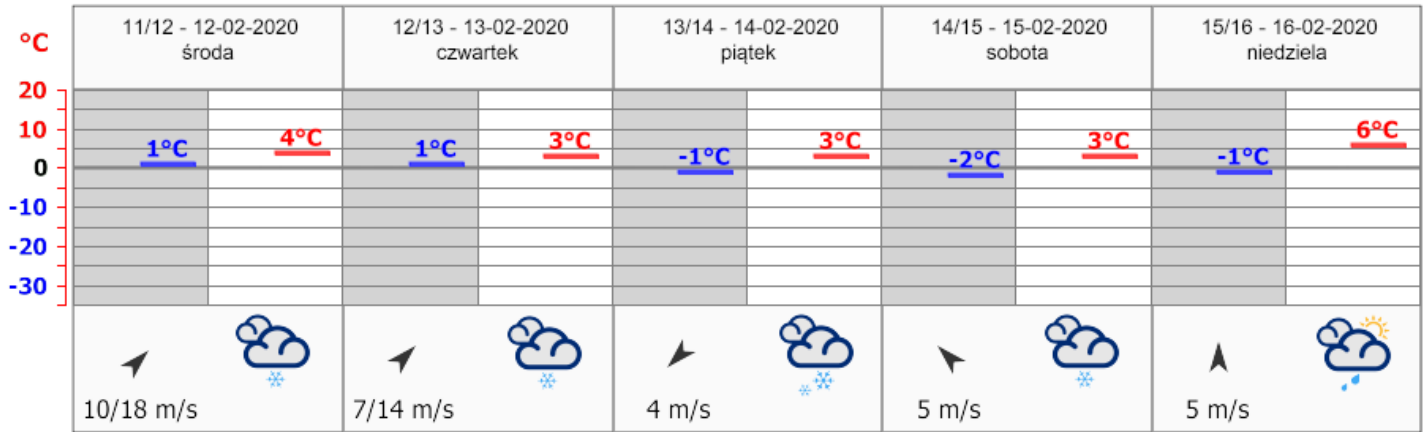 °C
11/12 - 12-02-2020
środa
12/13 - 13-02-2020
czwartek
13/14 - 14-02-2020
piątek
14/15 - 15-02-2020
sobota
15/16 - 16-02-2020
niedziela
20
10
0
-10
-20
-30
1°C
4°C
1°C
3°C
-1°C
3°C
-2°C
3°C
-1°C
6°C
10/18 m/s
7/14 m/s
4 m/s
5 m/s
5 m/s